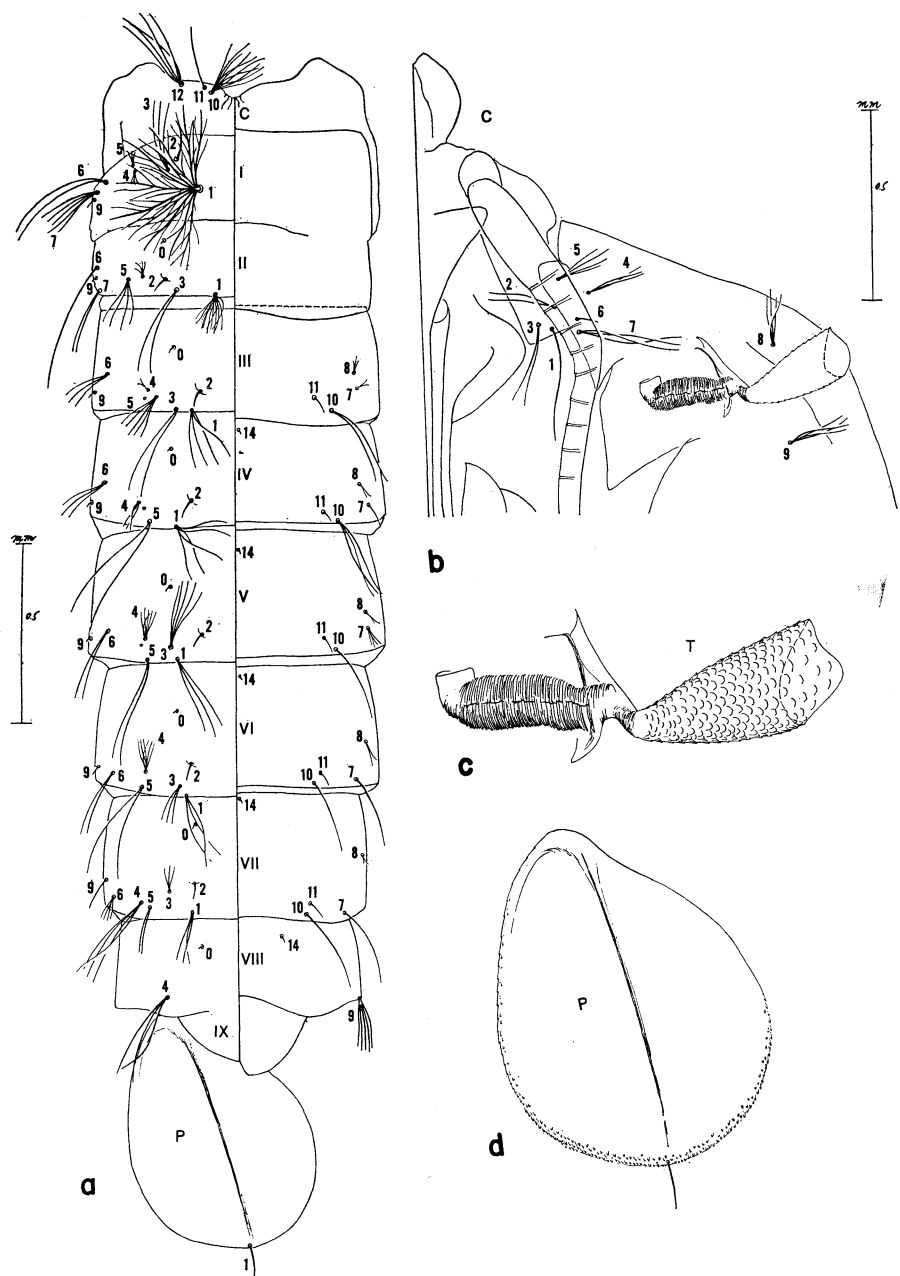 12 11 10
3 C
5 2
4 I
6 1
9
7
0
6 II
5 2 3 1
9 7
0 III
6 4 2 8
9 5 3 1 11 10 7
14
0 IV
6 2 8
9 4 5 1 11 10 7
14
0 V
4 8
9 6 5 3 1 2 11 10 7
14
0 VI
4 8
9 6 5 3 2 1 10 11 7
14
0 VII
8
9 6 4 5 3 2 1 10 11 7
0 VIII 14
4 9
IX
P
1
a
mm
0.5
C
5 4
2
3 1 6 7
8
9
mm
0.5
b
T
c
P
d